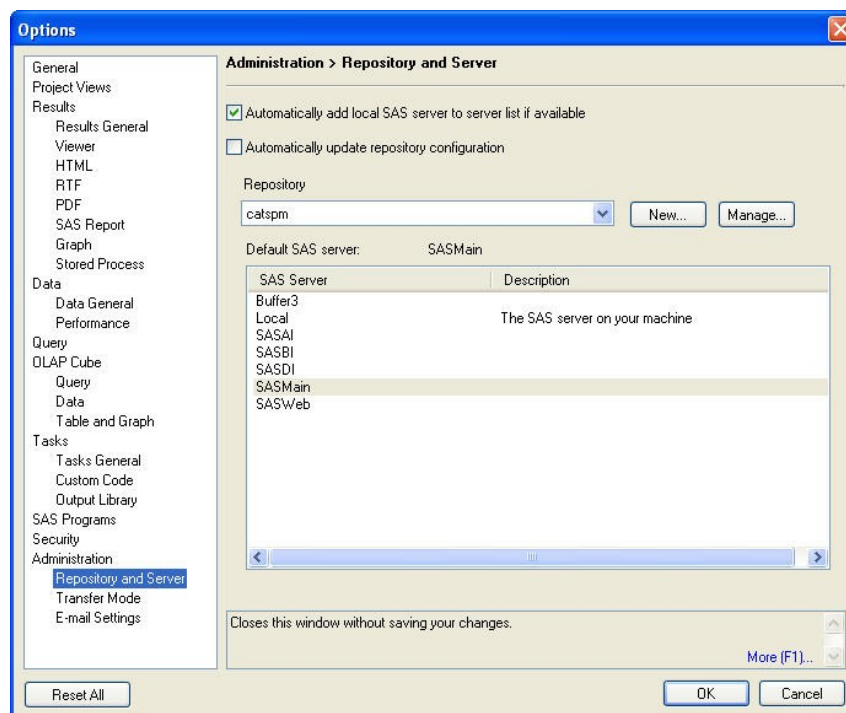 Options
General
Project Views
Results
Results General
Viewer
HTML
RTF
PDF
SAS Report
Graph
Stored Process
Data
Data General
Performance
Query
OLAP Cube
Query
Data
Table and Graph
Tasks
Tasks General
Custom Code
Output Library
SAS Programs
Security
Administration
Repository and Server
Transfer Mode
E-mail Settings
Administration > Repository and Server
Automatically add local SAS server to server list if available
Automatically update repository configuration
Repository
catspm
New...
Manage...
Default SAS server: SASMain
SAS Server Description
Buffer3
Local The SAS server on your machine
SASAI
SASBI
SASDI
SASMain
SASWeb
Closes this window without saving your changes.
More (F1)...
Reset All
OK
Cancel